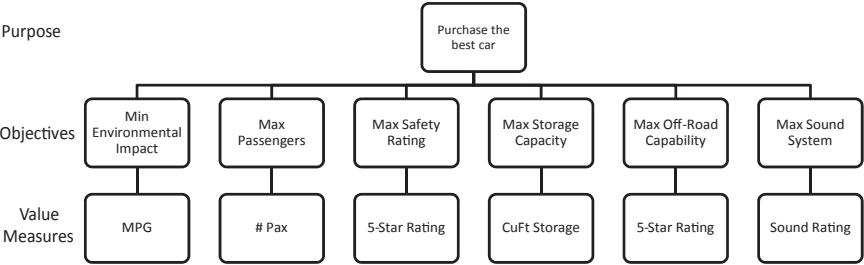 Purpose
Purchase the
best car
Objectives
Min
Environmental
Impact
Max
Passengers
Max Safety
Rating
Max Storage
Capacity
Max Off-Road
Capability
Max Sound
System
Value
Measures
MPG
# Pax
5-Star Rating
CuFt Storage
5-Star Rating
Sound Rating